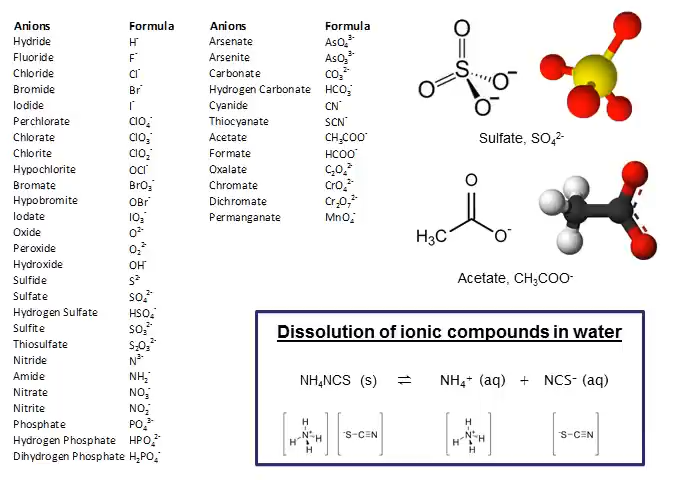 Anions Formula
Hydride H⁻
Fluoride F⁻
Chloride Cl⁻
Bromide Br⁻
Iodide I⁻
Perchlorate ClO₄⁻
Chlorate ClO₃⁻
Chlorite ClO₂⁻
Hypochlorite OCl⁻
Bromate BrO₃⁻
Hypobromite OBr⁻
Iodate IO₃⁻
Oxide O²⁻
Peroxide O₂²⁻
Hydroxide OH⁻
Sulfide S²⁻
Sulfate SO₄²⁻
Hydrogen Sulfate HSO₄⁻
Sulfite SO₃²⁻
Thiosulfate S₂O₃²⁻
Nitride N³⁻
Amide NH₂⁻
Nitrate NO₃⁻
Nitrite NO₂⁻
Phosphate PO₄³⁻
Hydrogen Phosphate HPO₄²⁻
Dihydrogen Phosphate H₂PO₄⁻
Anions Formula
Arsenate AsO₄³⁻
Arsenite AsO₃³⁻
Carbonate CO₃²⁻
Hydrogen Carbonate HCO₃⁻
Cyanide CN⁻
Thiocyanate SCN⁻
Acetate CH₃COO⁻
Formate HCOO⁻
Oxalate C₂O₄²⁻
Chromate CrO₄²⁻
Dichromate Cr₂O₇²⁻
Permanganate MnO₄⁻
O
O S O⁻
O⁻
Sulfate, SO₄²⁻
O
H₃C O⁻
Acetate, CH₃COO⁻
Dissolution of ionic compounds in water
NH₄NCS (s) ⇌ NH₄⁺ (aq) + NCS⁻ (aq)
H
H N⁺ H
H
⁻S-C≡N
H
H N⁺ H
H
⁻S-C≡N